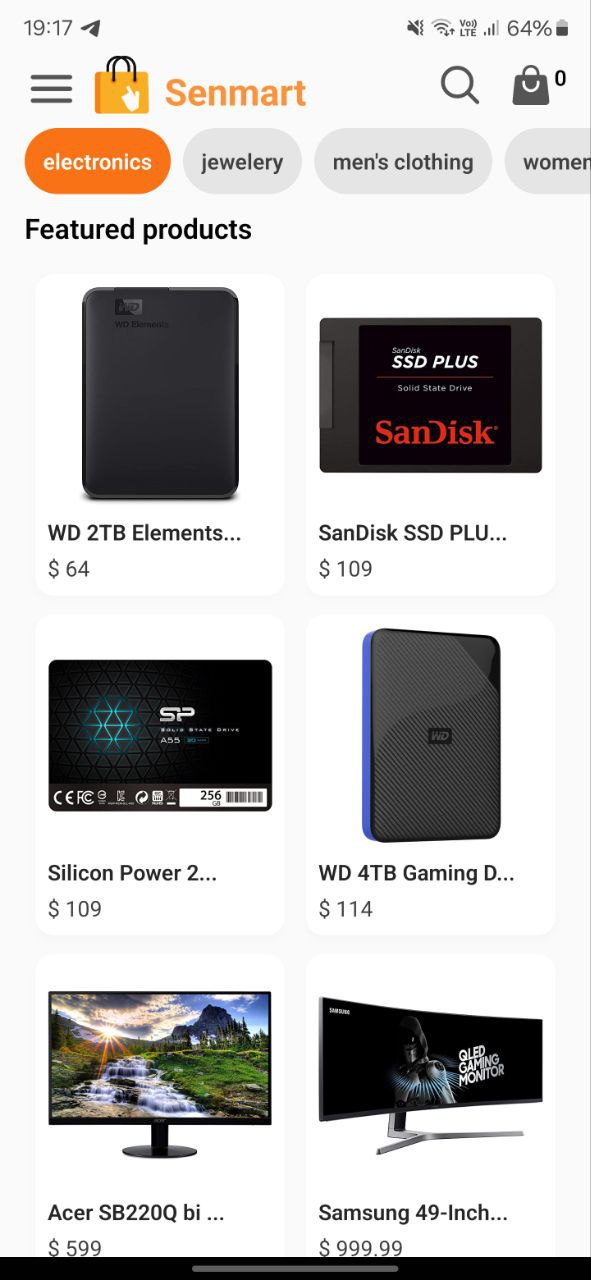 19:17
Vo))
LTE
64%
Senmart
0
electronics
jewelery
men's clothing
women
Featured products
WD
WD Elements
SanDisk
SSD PLUS
Solid State Drive
SanDisk
WD 2TB Elements...
$ 64
SanDisk SSD PLU...
$ 109
SP
SOLID STATE DRIVE
A55
256
GB
WD
Silicon Power 2...
$ 109
WD 4TB Gaming D...
$ 114
acer
SAMSUNG
QLED
GAMING
MONITOR
Acer SB220Q bi ...
$ 599
Samsung 49-Inch...
$ 999.99